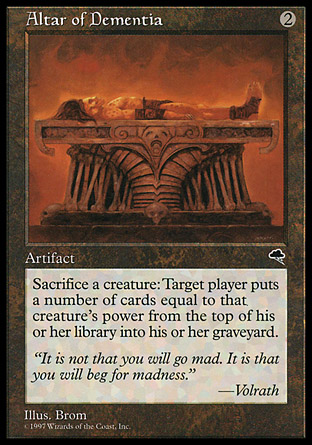 Altar of Dementia 2
Artifact
Sacrifice a creature: Target player puts
a number of cards equal to that
creature's power from the top of his
or her library into his or her graveyard.
“It is not that you will go mad. It is that
you will beg for madness.”
—Volrath
Illus. Brom
©1997 Wizards of the Coast, Inc.